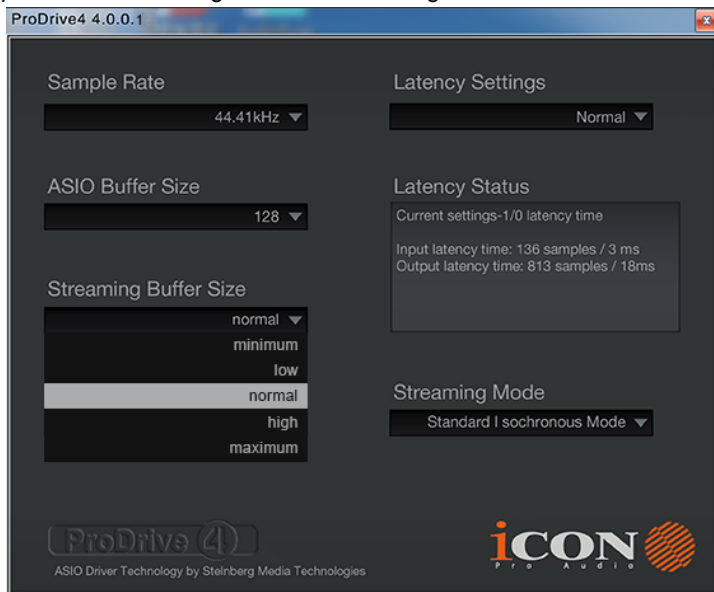 ProDrive4 4.0.0.1
Sample Rate
44.41kHz
ASIO Buffer Size
128
Streaming Buffer Size
normal
minimum
low
normal
high
maximum
Latency Settings
Normal
Latency Status
Current settings-1/0 latency time
Input latency time: 136 samples / 3 ms
Output latency time: 813 samples / 18ms
Streaming Mode
Standard I sochronous Mode
ProDrive 4
ASIO Driver Technology by Steinberg Media Technologies
iCON
Pro Audio